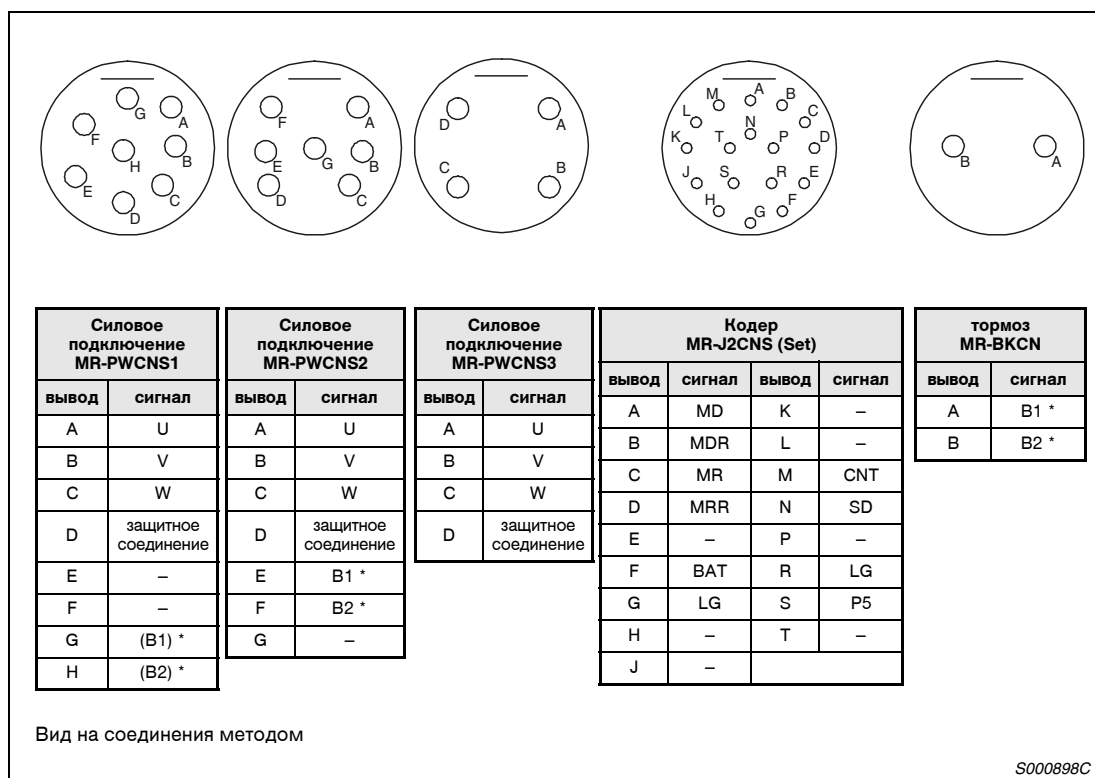 G
A
F
H
B
E
C
D
F
A
E
G
B
D
C
D
A
C
B
M
A
B
L
C
N
K
T
P
D
J
S
R
E
H
G
F
B
A
Силовое
подключение
MR-PWCNS1
вывод сигнал
A U
B V
C W
D защитное
соединение
E –
F –
G (B1) *
H (B2) *
Силовое
подключение
MR-PWCNS2
вывод сигнал
A U
B V
C W
D защитное
соединение
E B1 *
F B2 *
G –
Силовое
подключение
MR-PWCNS3
вывод сигнал
A U
B V
C W
D защитное
соединение
Кодер
MR-J2CNS (Set)
вывод сигнал вывод сигнал
A MD K –
B MDR L –
C MR M CNT
D MRR N SD
E – P –
F BAT R LG
G LG S P5
H – T –
J –
тормоз
MR-BKCN
вывод сигнал
A B1 *
B B2 *
Вид на соединения методом
S000898C